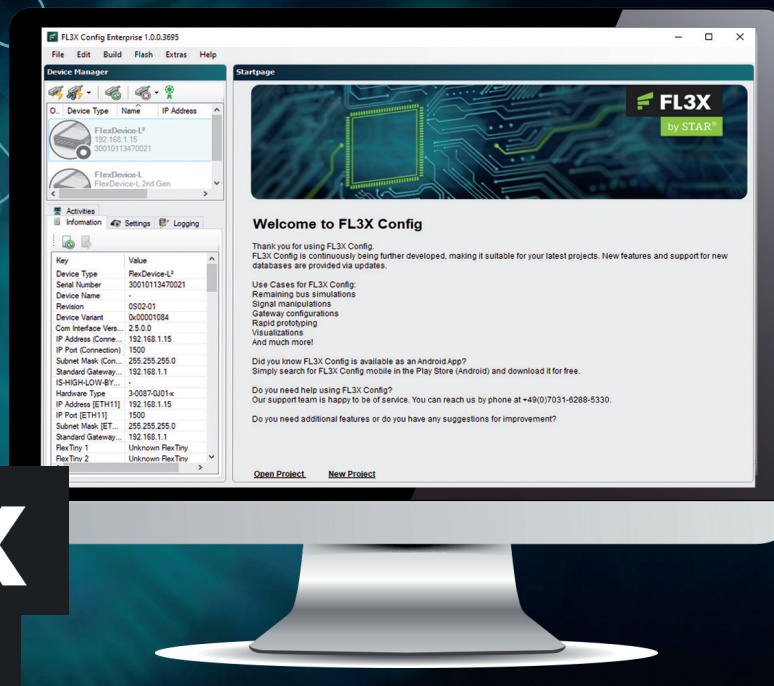 FL3X Config Enterprise 1.0.0.3695
File Edit Build Flash Extras Help
Device Manager
O.. Device Type Name IP Address
FlexDevice-L²
192.168.1.15
30010113470021
FlexDevice-L
FlexDevice-L 2nd Gen
Activities
Information Settings Logging
Key Value
Device Type FlexDevice-L²
Serial Number 30010113470021
Device Name -
Revision 0S02-01
Device Variant 0x00001084
Com Interface Vers... 2.5.0.0
IP Address (Conne... 192.168.1.15
IP Port (Connection) 1500
Subnet Mask (Con... 255.255.255.0
Standard Gateway... 192.168.1.1
IS-HIGH-LOW-BY... -
Hardware Type 3-0087-0J01-x
IP Address [ETH11] 192.168.1.15
IP Port [ETH11] 1500
Subnet Mask [ET... 255.255.255.0
Standard Gateway... 192.168.1.1
FlexTiny 1 Unknown FlexTiny
FlexTiny 2 Unknown FlexTiny
Startpage
FL3X
by STAR®
Welcome to FL3X Config
Thank you for using FL3X Config.
FL3X Config is continuously being further developed, making it suitable for your latest projects. New features and support for new
databases are provided via updates.
Use Cases for FL3X Config:
Remaining bus simulations
Signal manipulations
Gateway configurations
Rapid prototyping
Visualizations
And much more!
Did you know FL3X Config is available as an Android App?
Simply search for FL3X Config mobile in the Play Store (Android) and download it for free.
Do you need help using FL3X Config?
Our support team is happy to be of service. You can reach us by phone at +49(0)7031-6288-5330.
Do you need additional features or do you have any suggestions for improvement?
Open Project New Project
X